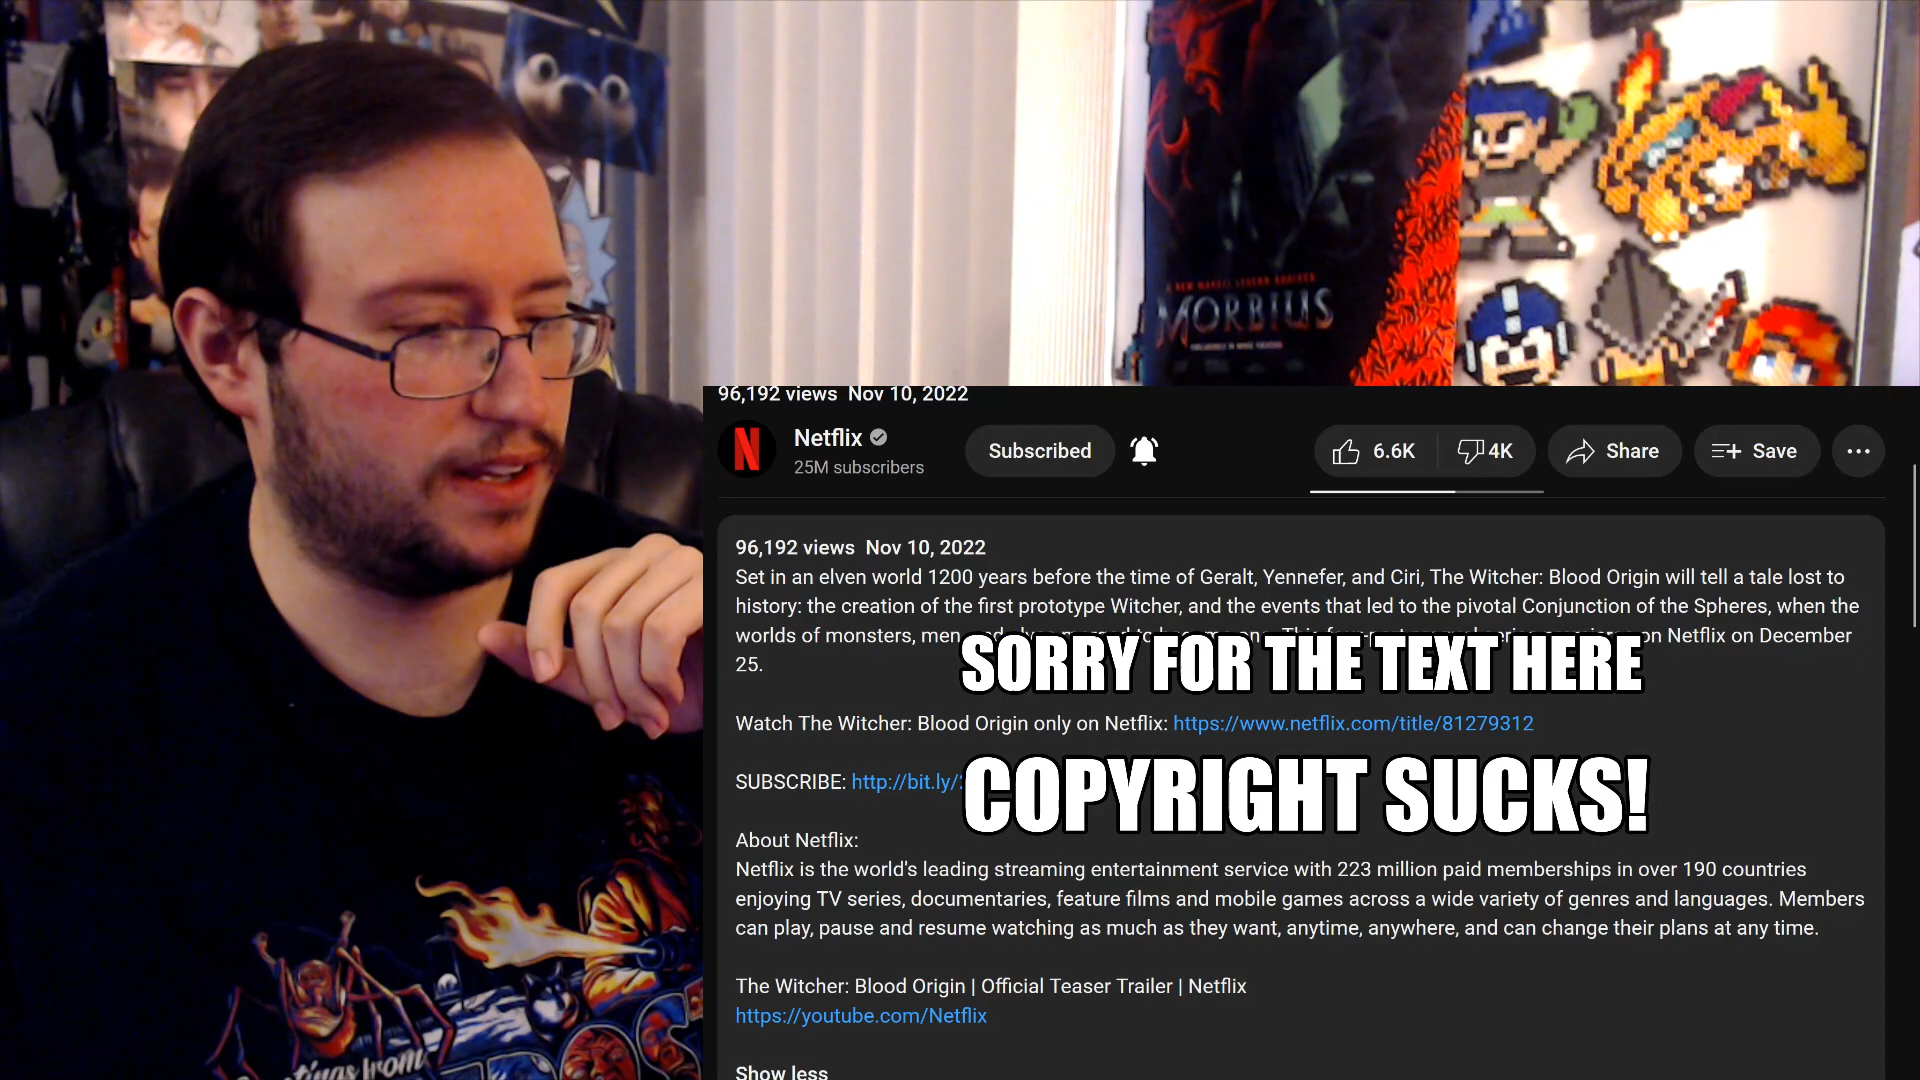 A NEW MARVEL LEGEND ARRIVES
MORBIUS
96,192 views Nov 10, 2022
Netflix
25M subscribers
Subscribed
6.6K
4K
Share
Save
96,192 views Nov 10, 2022
Set in an elven world 1200 years before the time of Geralt, Yennefer, and Ciri, The Witcher: Blood Origin will tell a tale lost to
history: the creation of the first prototype Witcher, and the events that led to the pivotal Conjunction of the Spheres, when the
worlds of monsters, men on Netflix on December
25.
SORRY FOR THE TEXT HERE
Watch The Witcher: Blood Origin only on Netflix: https://www.netflix.com/title/81279312
SUBSCRIBE: http://bit.ly/
COPYRIGHT SUCKS!
About Netflix:
Netflix is the world's leading streaming entertainment service with 223 million paid memberships in over 190 countries
enjoying TV series, documentaries, feature films and mobile games across a wide variety of genres and languages. Members
can play, pause and resume watching as much as they want, anytime, anywhere, and can change their plans at any time.
The Witcher: Blood Origin | Official Teaser Trailer | Netflix
https://youtube.com/Netflix
Show less
Greetings from